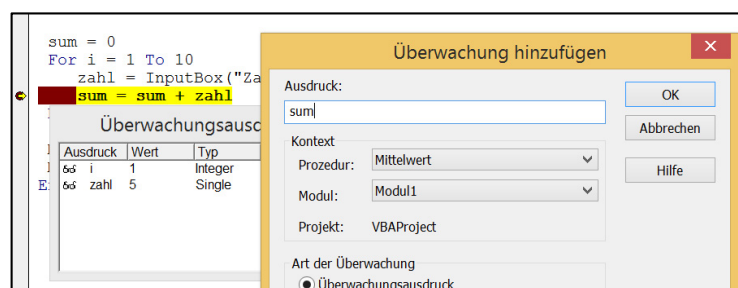 sum = 0
For i = 1 To 10
zahl = InputBox("Za
sum = sum + zahl
Überwachungsausd
Ausdruck Wert Typ
i 1 Integer
zahl 5 Single
E
Überwachung hinzufügen
Ausdruck:
sum
OK
Abbrechen
Hilfe
Kontext
Prozedur: Mittelwert
Modul: Modul1
Projekt: VBAProject
Art der Überwachung
Überwachungsausdruck